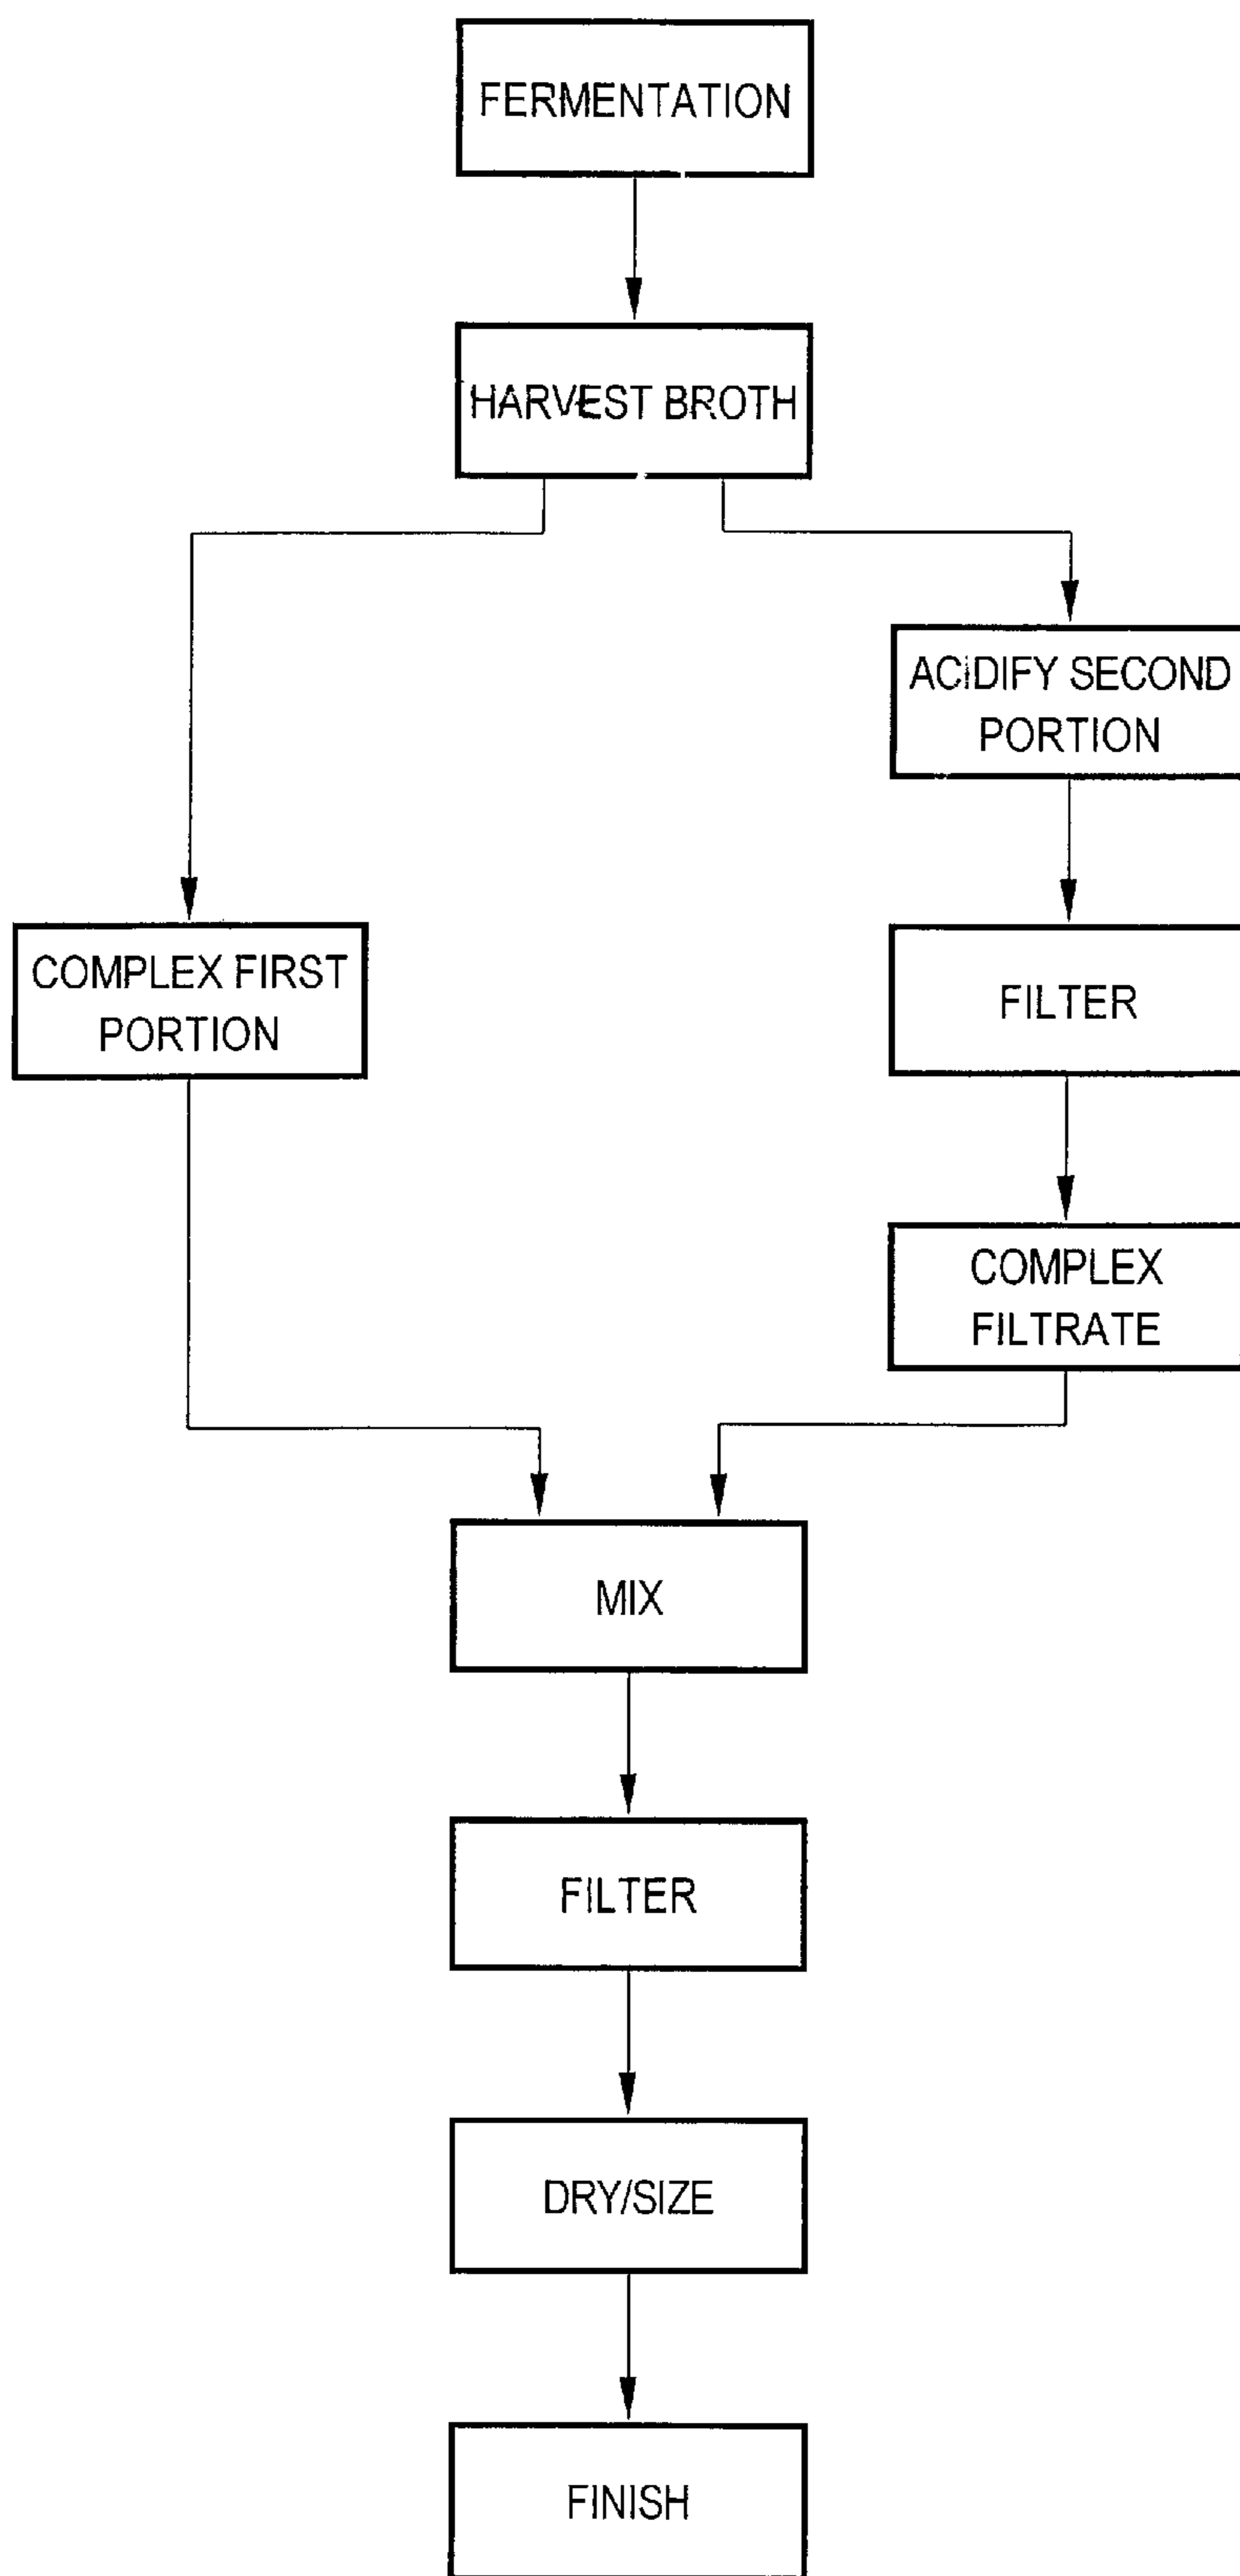 FERMENTATION
HARVEST BROTH
ACIDIFY SECOND
PORTION
COMPLEX FIRST
PORTION
FILTER
COMPLEX
FILTRATE
MIX
FILTER
DRY/SIZE
FINISH